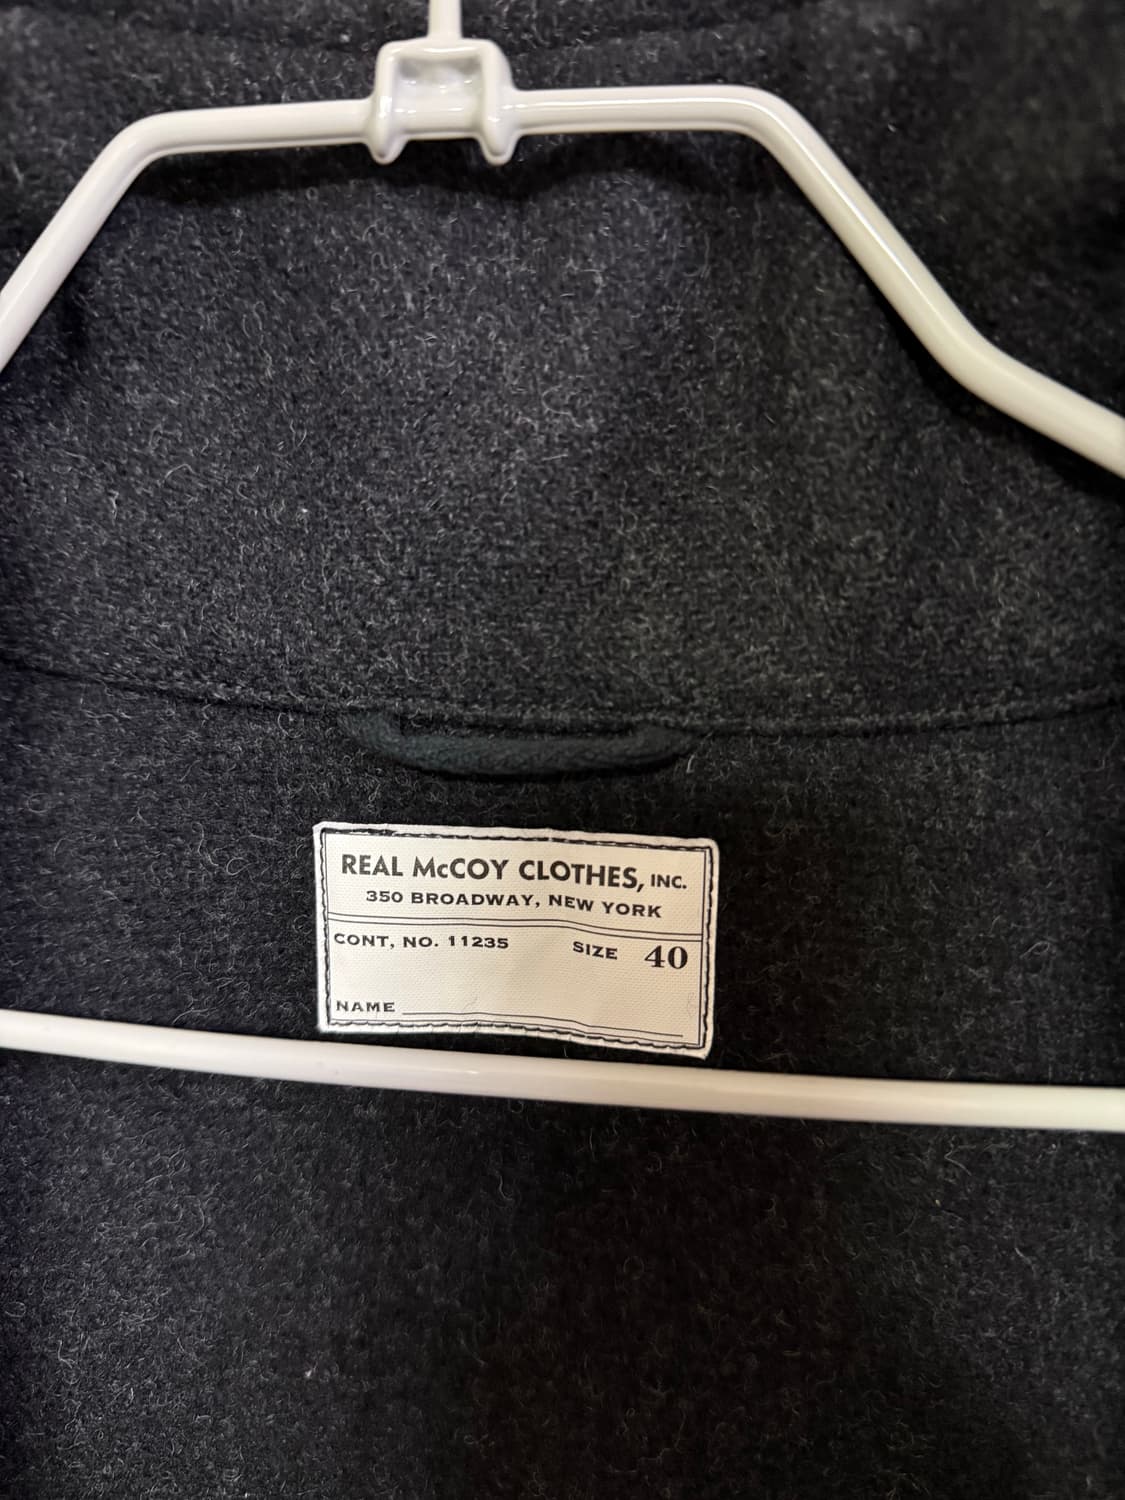 REAL McCOY CLOTHES, INC.
350 BROADWAY, NEW YORK
CONT, NO. 11235 SIZE 40
NAME